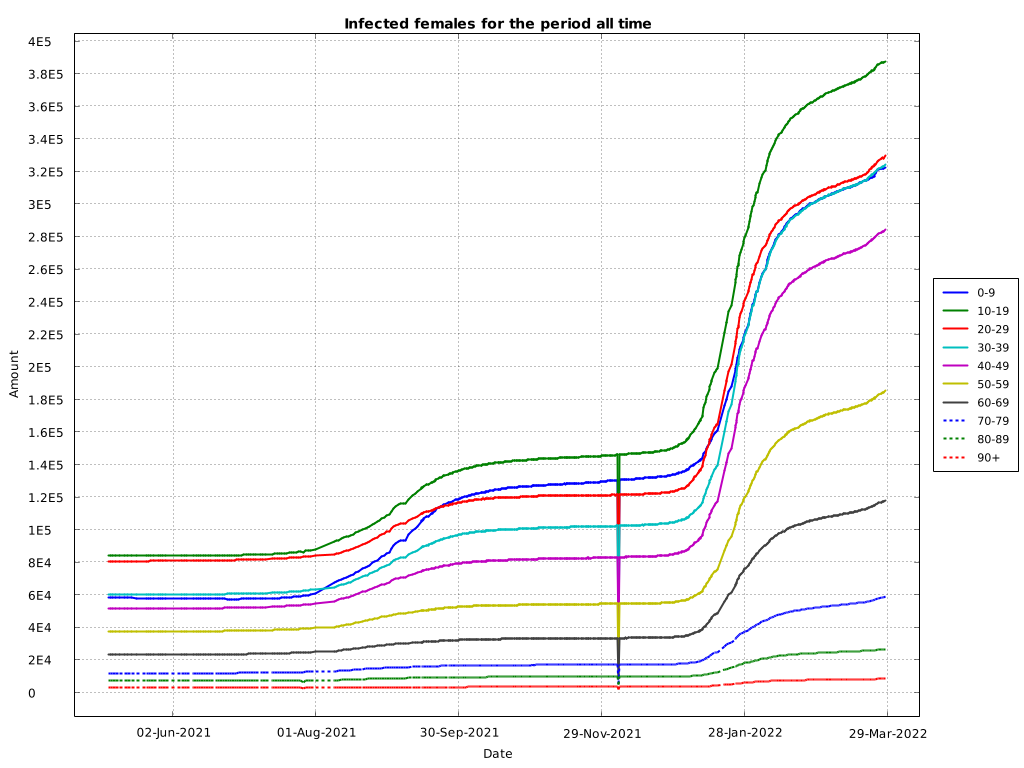 Infected females for the period all time
4E5
3.8E5
3.6E5
3.4E5
3.2E5
3E5
2.8E5
2.6E5
2.4E5
2.2E5
2E5
1.8E5
1.6E5
1.4E5
1.2E5
1E5
8E4
6E4
4E4
2E4
0
Amount
02-Jun-2021 01-Aug-2021 30-Sep-2021 29-Nov-2021 28-Jan-2022 29-Mar-2022
Date
0-9
10-19
20-29
30-39
40-49
50-59
60-69
70-79
80-89
90+